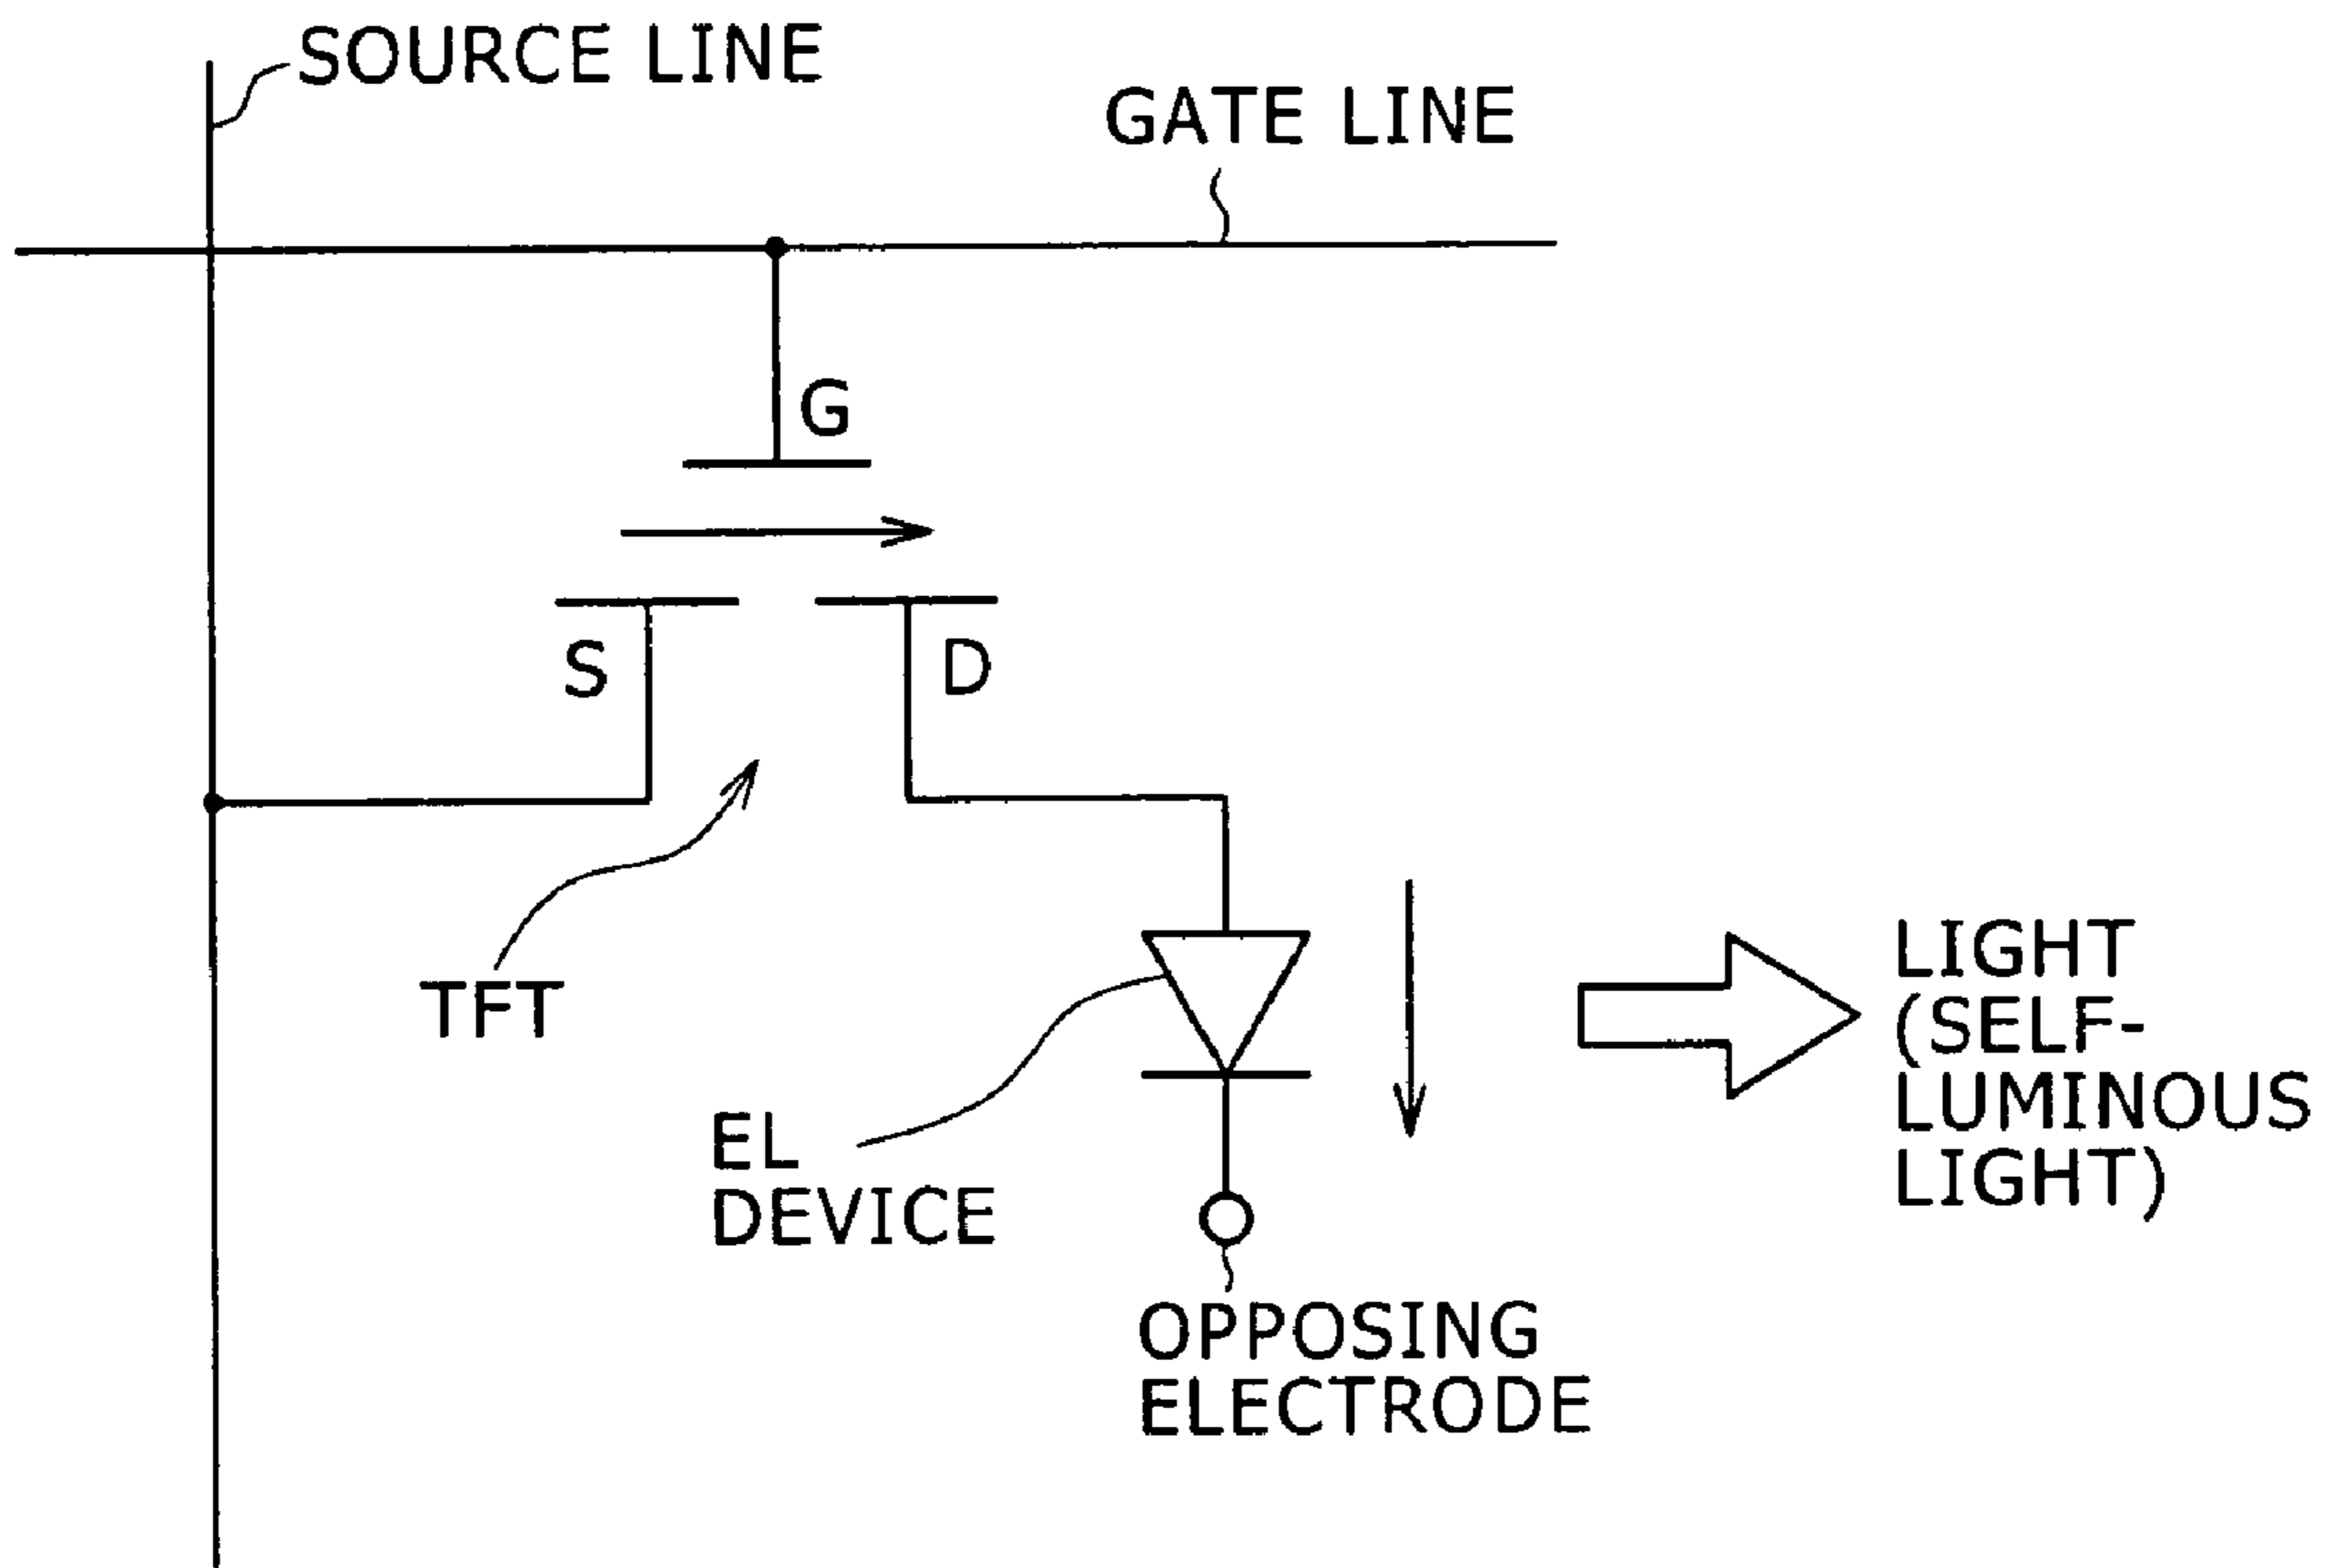 SOURCE LINE
GATE LINE
G
S
D
TFT
EL
DEVICE
LIGHT
(SELF-
LUMINOUS
LIGHT)
OPPOSING
ELECTRODE